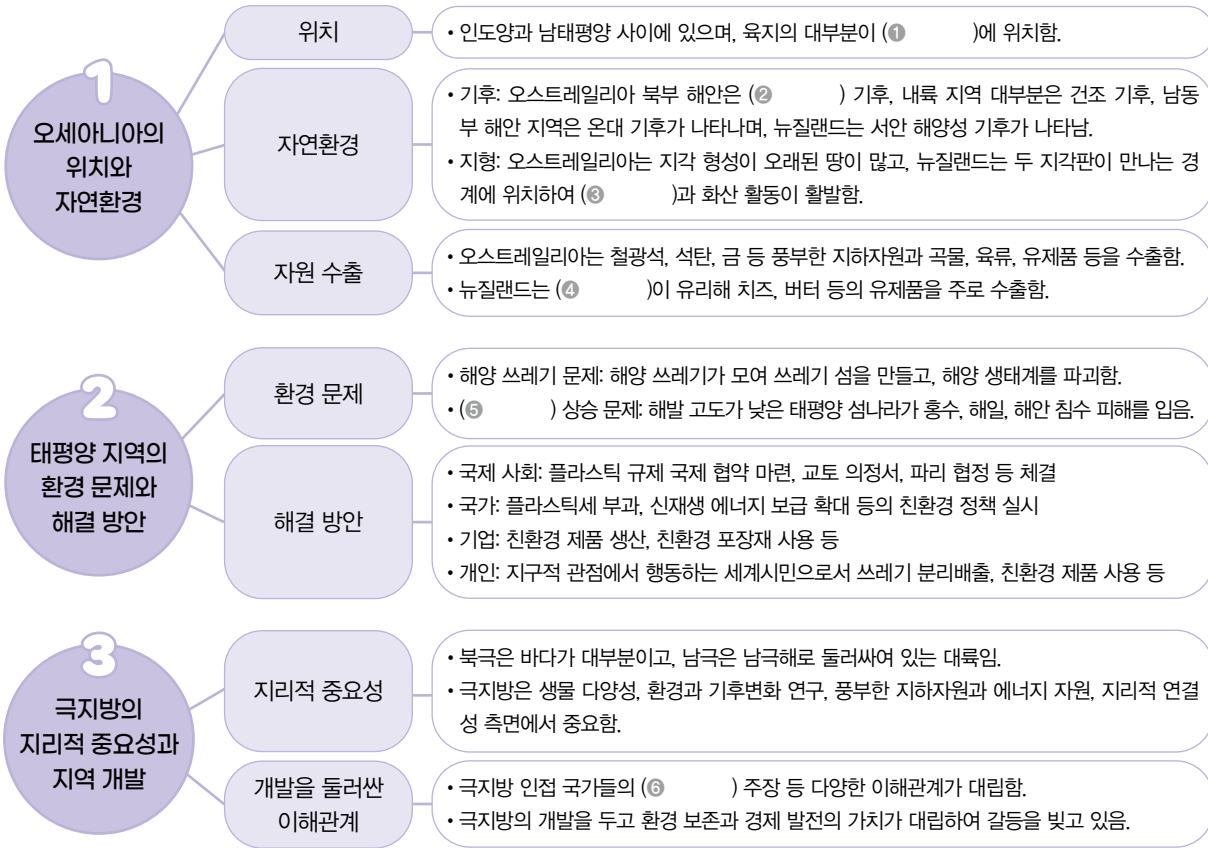 1
오세아니아의
위치와
자연환경
위치
• 인도양과 남태평양 사이에 있으며, 육지의 대부분이 (❶ )에 위치함.
자연환경
• 기후: 오스트레일리아 북부 해안은 (❷ ) 기후, 내륙 지역 대부분은 건조 기후, 남동
부 해안 지역은 온대 기후가 나타나며, 뉴질랜드는 서안 해양성 기후가 나타남.
• 지형: 오스트레일리아는 지각 형성이 오래된 땅이 많고, 뉴질랜드는 두 지각판이 만나는 경
계에 위치하여 (❸ )과 화산 활동이 활발함.
자원 수출
• 오스트레일리아는 철광석, 석탄, 금 등 풍부한 지하자원과 곡물, 육류, 유제품 등을 수출함.
• 뉴질랜드는 (❹ )이 유리해 치즈, 버터 등의 유제품을 주로 수출함.
2
태평양 지역의
환경 문제와
해결 방안
환경 문제
• 해양 쓰레기 문제: 해양 쓰레기가 모여 쓰레기 섬을 만들고, 해양 생태계를 파괴함.
• (❺ ) 상승 문제: 해발 고도가 낮은 태평양 섬나라가 홍수, 해일, 해안 침수 피해를 입음.
해결 방안
• 국제 사회: 플라스틱 규제 국제 협약 마련, 교토 의정서, 파리 협정 등 체결
• 국가: 플라스틱세 부과, 신재생 에너지 보급 확대 등의 친환경 정책 실시
• 기업: 친환경 제품 생산, 친환경 포장재 사용 등
• 개인: 지구적 관점에서 행동하는 세계시민으로서 쓰레기 분리배출, 친환경 제품 사용 등
3
극지방의
지리적 중요성과
지역 개발
지리적 중요성
• 북극은 바다가 대부분이고, 남극은 남극해로 둘러싸여 있는 대륙임.
• 극지방은 생물 다양성, 환경과 기후변화 연구, 풍부한 지하자원과 에너지 자원, 지리적 연결
성 측면에서 중요함.
개발을 둘러싼
이해관계
• 극지방 인접 국가들의 (❻ ) 주장 등 다양한 이해관계가 대립함.
• 극지방의 개발을 두고 환경 보존과 경제 발전의 가치가 대립하여 갈등을 빚고 있음.